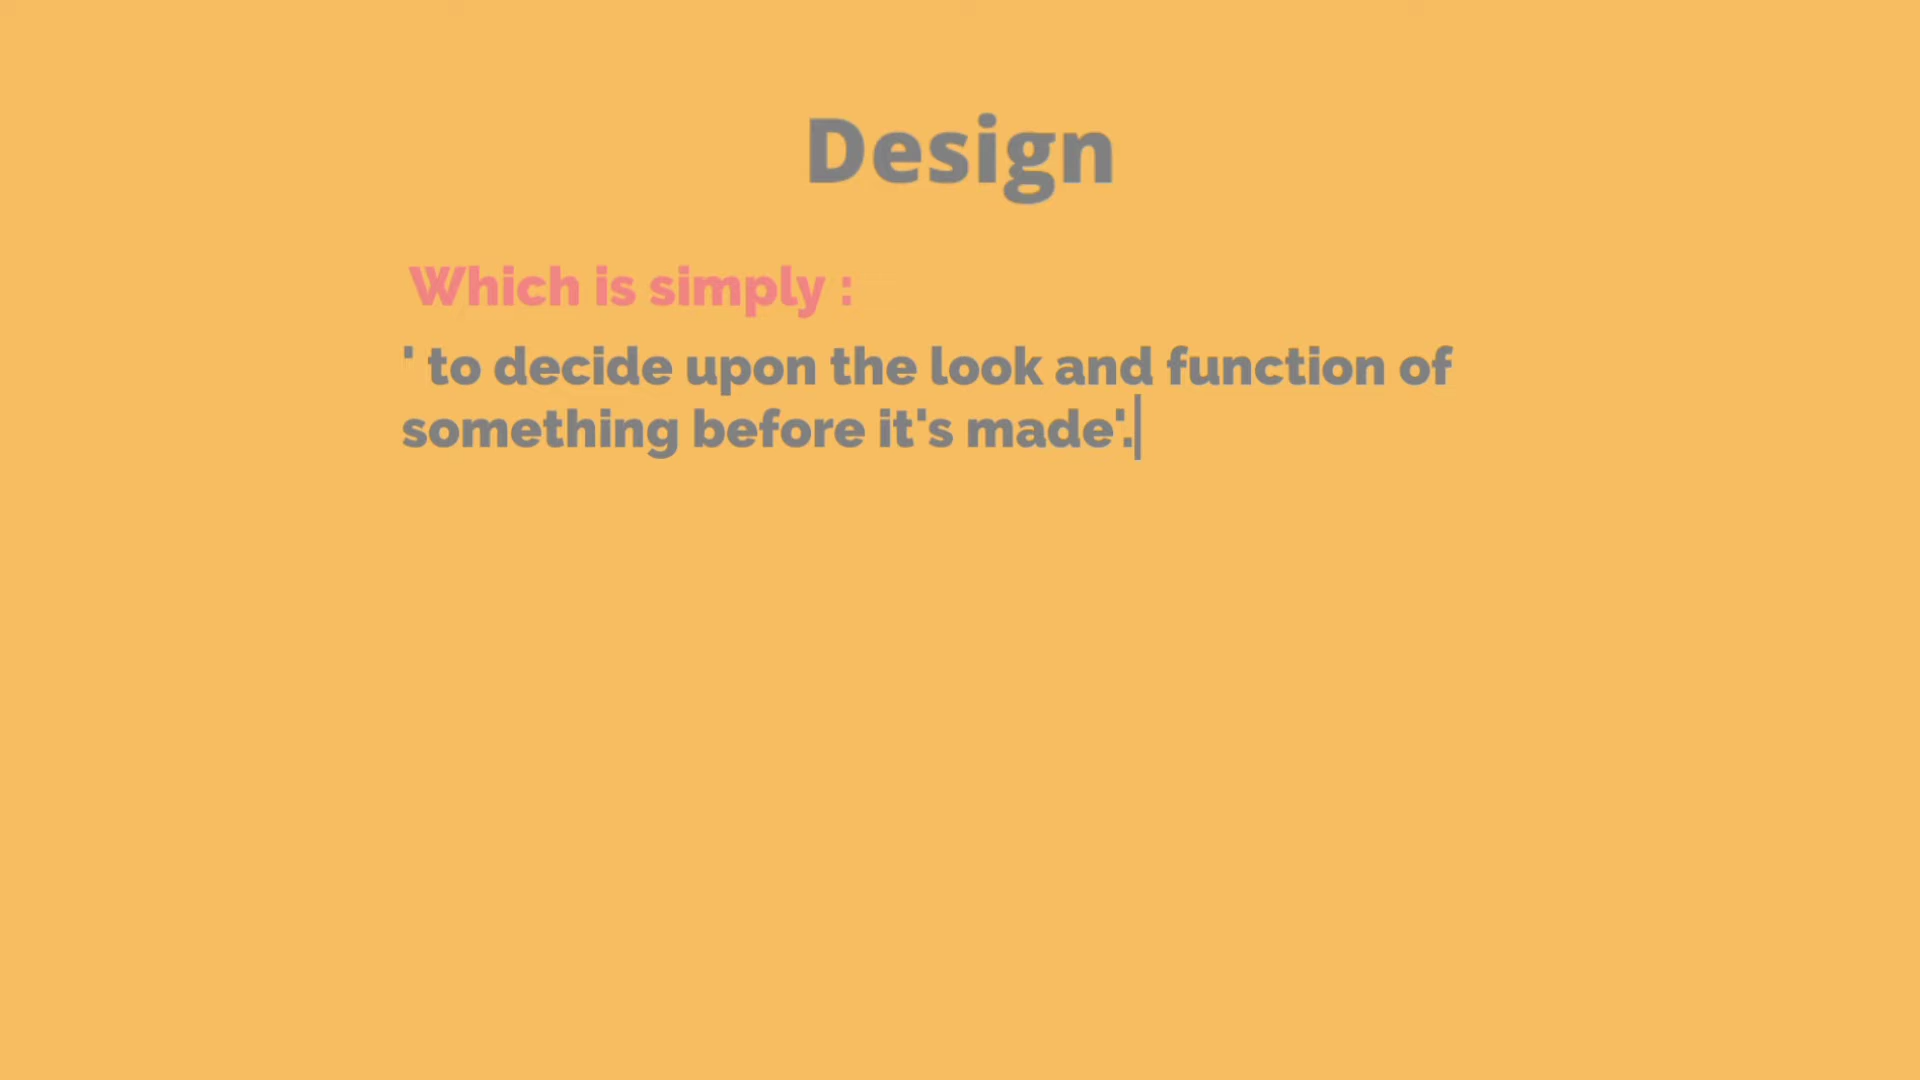 Design
Which is simply :
' to decide upon the look and function of
something before it's made'.